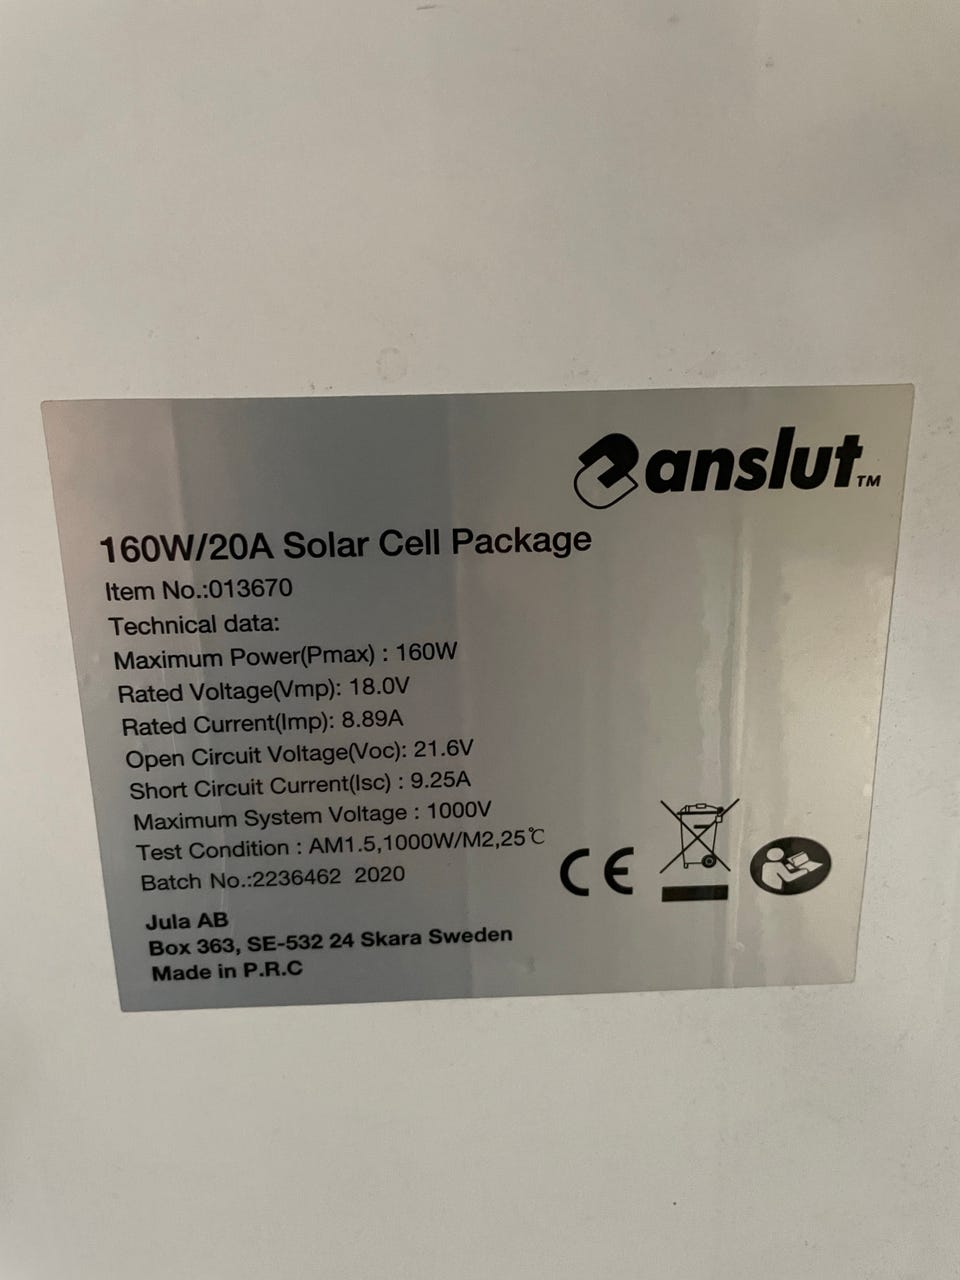 anslut™
160W/20A Solar Cell Package
Item No.:013670
Technical data:
Maximum Power(Pmax) : 160W
Rated Voltage(Vmp): 18.0V
Rated Current(Imp): 8.89A
Open Circuit Voltage(Voc): 21.6V
Short Circuit Current(Isc) : 9.25A
Maximum System Voltage : 1000V
Test Condition : AM1.5,1000W/M2,25℃
Batch No.:2236462 2020
CE
Jula AB
Box 363, SE-532 24 Skara Sweden
Made in P.R.C